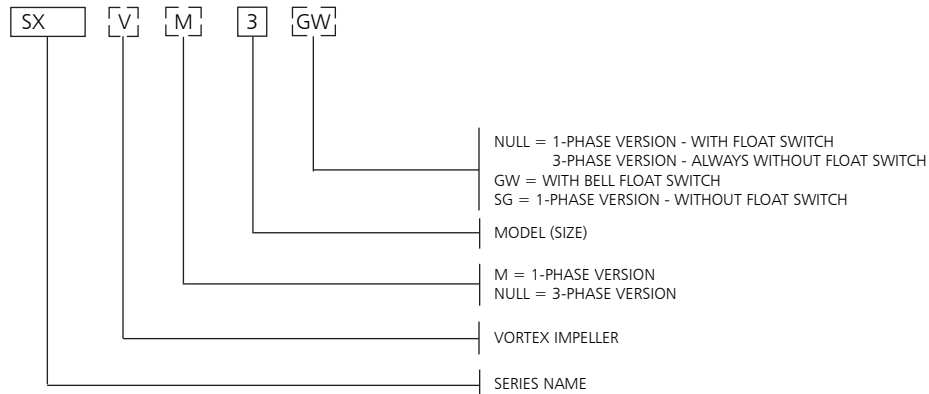 SX V M 3 GW
NULL = 1-PHASE VERSION - WITH FLOAT SWITCH
3-PHASE VERSION - ALWAYS WITHOUT FLOAT SWITCH
GW = WITH BELL FLOAT SWITCH
SG = 1-PHASE VERSION - WITHOUT FLOAT SWITCH
MODEL (SIZE)
M = 1-PHASE VERSION
NULL = 3-PHASE VERSION
VORTEX IMPELLER
SERIES NAME